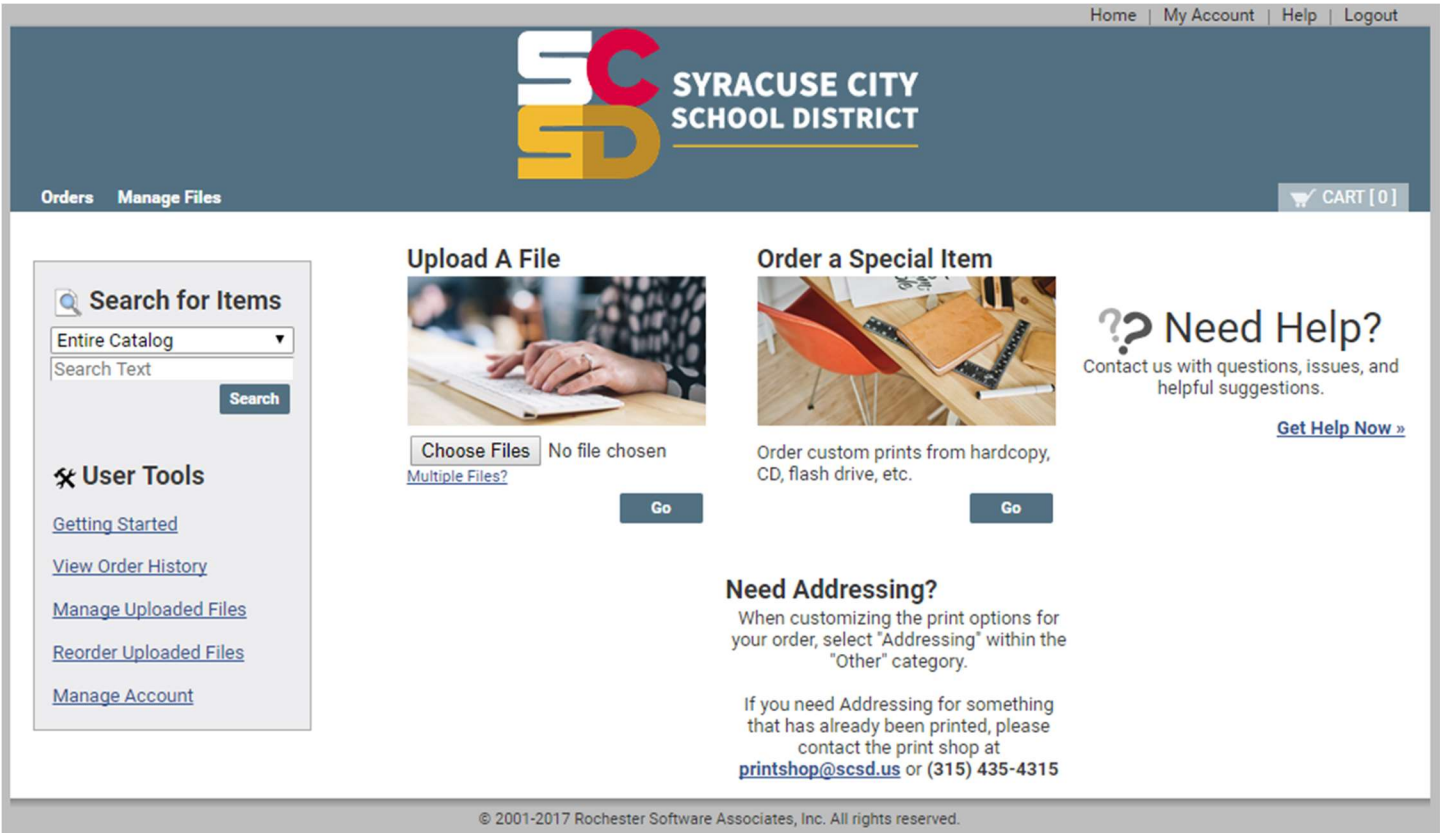 Home | My Account | Help | Logout
SC
SD
SYRACUSE CITY
SCHOOL DISTRICT
Orders Manage Files
CART [ 0 ]
Search for Items
Entire Catalog
Search Text
Search
User Tools
Getting Started
View Order History
Manage Uploaded Files
Reorder Uploaded Files
Manage Account
Upload A File
Choose Files No file chosen
Multiple Files?
Go
Order a Special Item
Order custom prints from hardcopy,
CD, flash drive, etc.
Go
?? Need Help?
Contact us with questions, issues, and
helpful suggestions.
Get Help Now »
Need Addressing?
When customizing the print options for
your order, select "Addressing" within the
"Other" category.
If you need Addressing for something
that has already been printed, please
contact the print shop at
printshop@scsd.us or (315) 435-4315
© 2001-2017 Rochester Software Associates, Inc. All rights reserved.